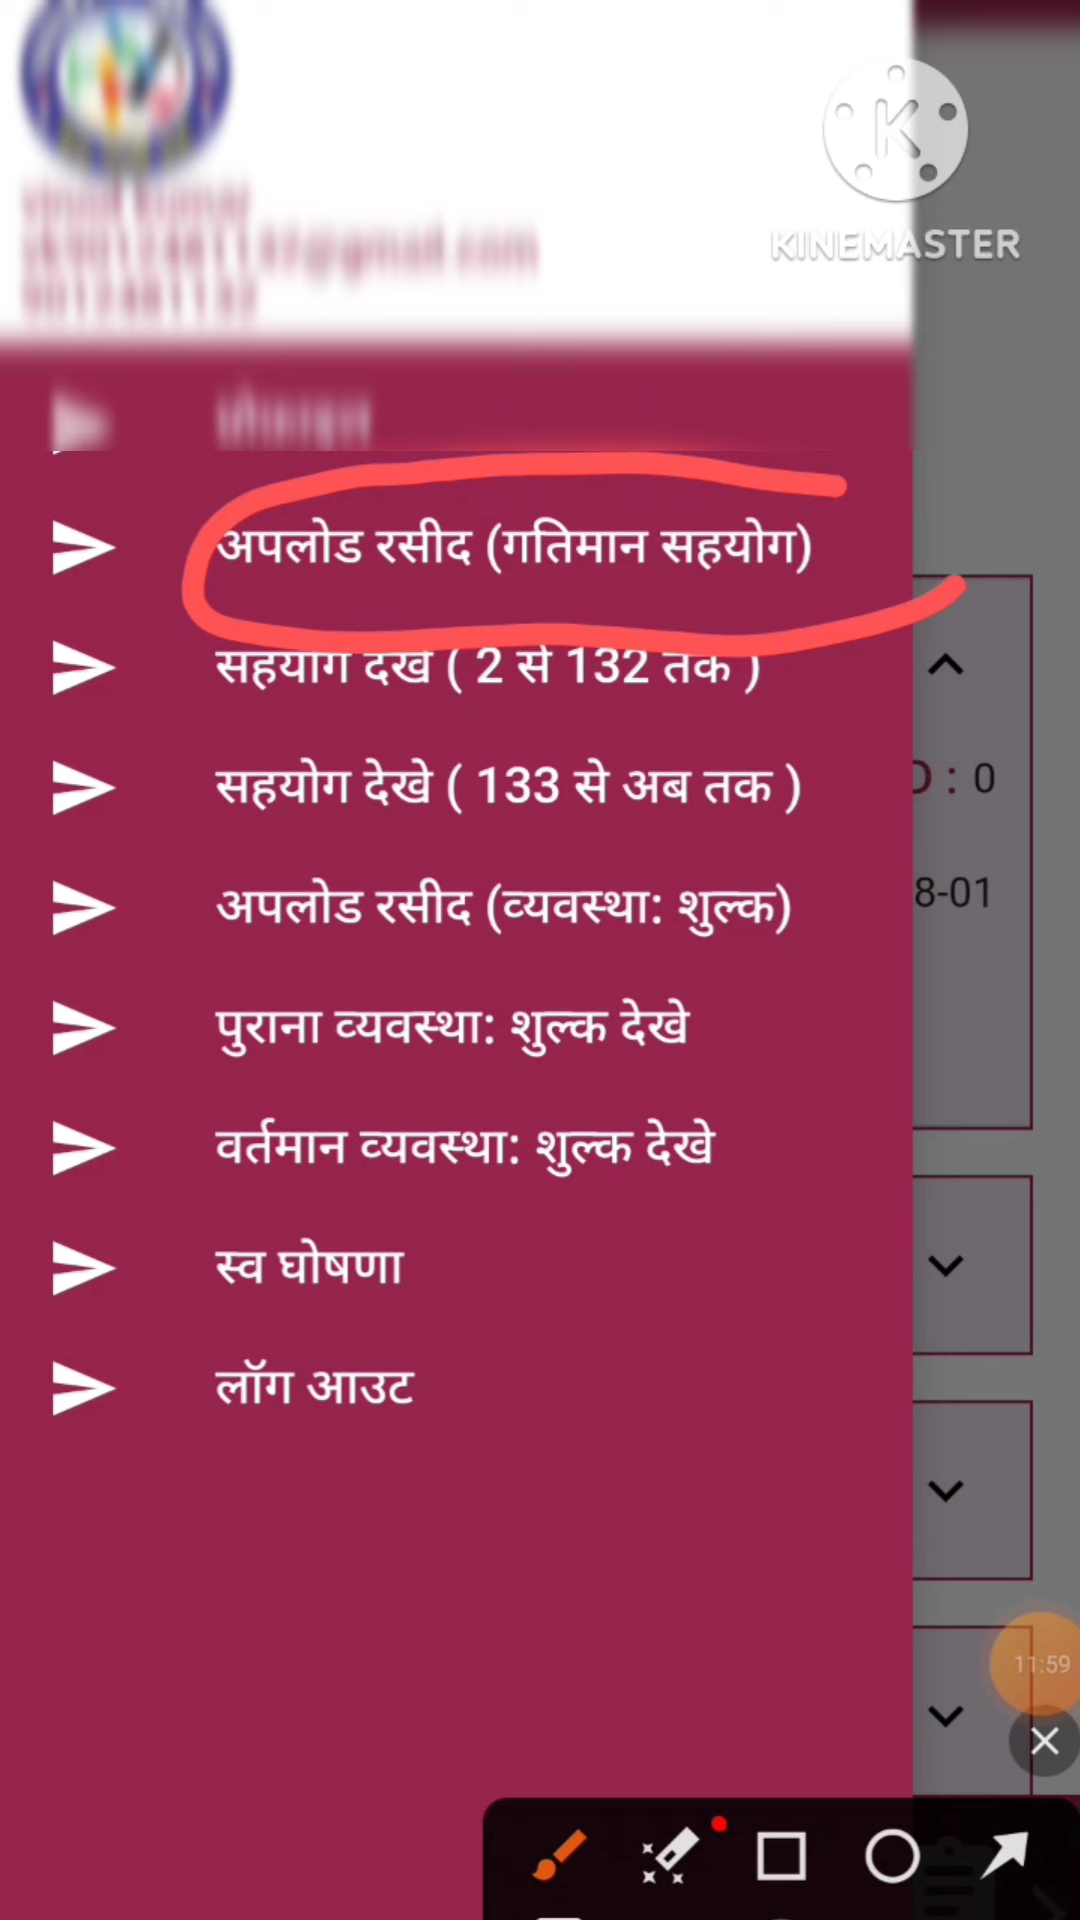 KINEMASTER
अपलोड रसीद (गतिमान सहयोग)
सहयोग देखे ( 2 से 132 तक )
सहयोग देखे ( 133 से अब तक )
: 0
अपलोड रसीद (व्यवस्था: शुल्क)
8-01
पुराना व्यवस्था: शुल्क देखे
वर्तमान व्यवस्था: शुल्क देखे
स्व घोषणा
लॉग आउट
11:59